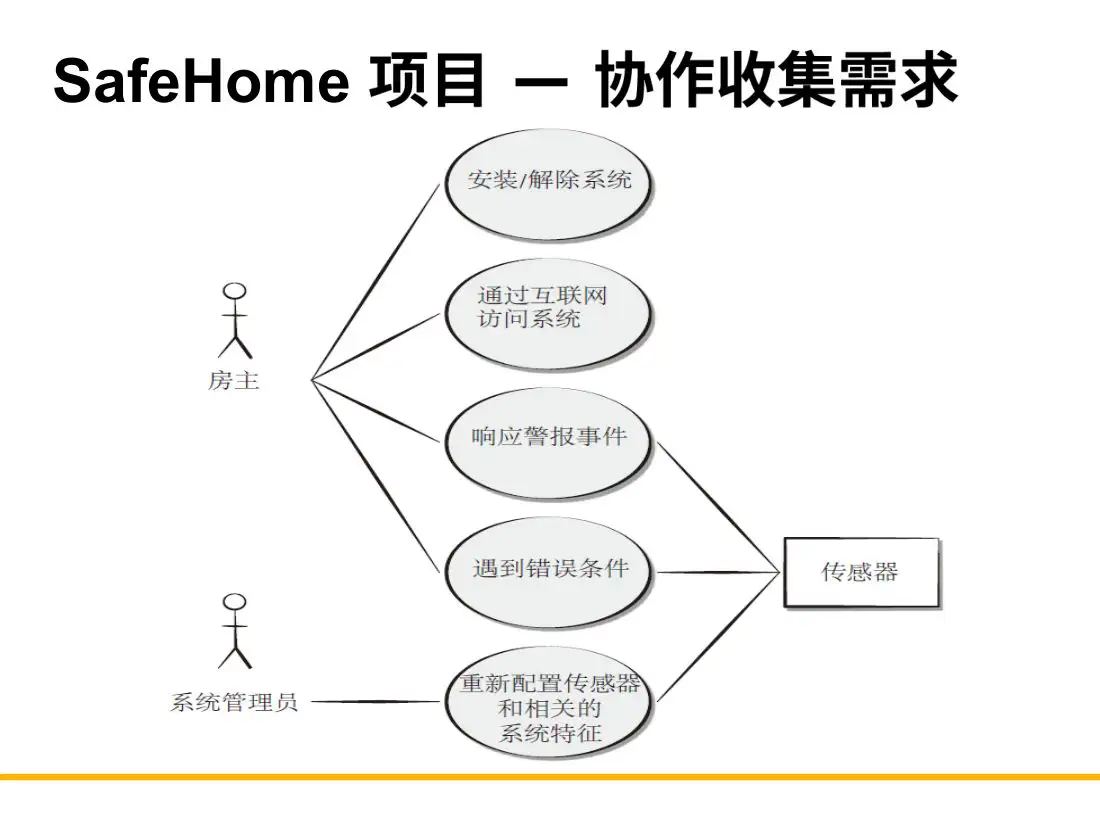 SafeHome 项目 — 协作收集需求
安装/解除系统
通过互联网
访问系统
房主
响应警报事件
遇到错误条件
传感器
系统管理员
重新配置传感器
和相关的
系统特征